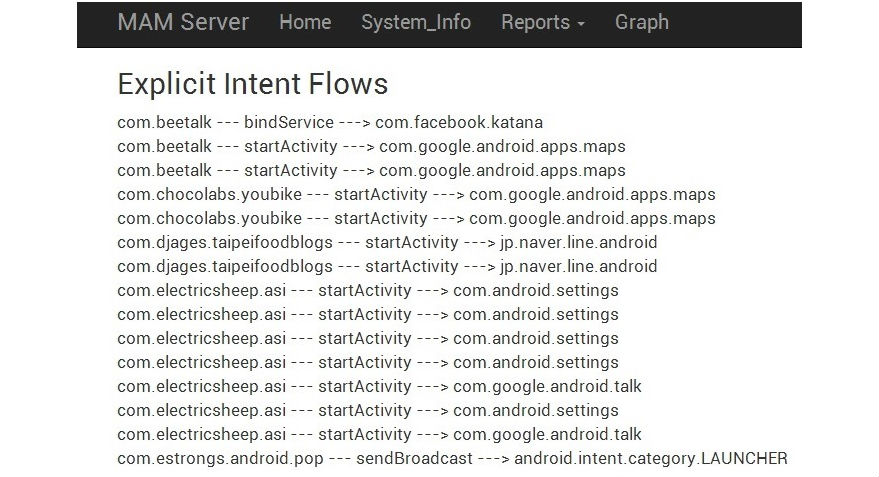 MAM Server Home System_Info Reports Graph
Explicit Intent Flows
com.beetalk --- bindService ---> com.facebook.katana
com.beetalk --- startActivity ---> com.google.android.apps.maps
com.beetalk --- startActivity ---> com.google.android.apps.maps
com.chocolabs.youbike --- startActivity ---> com.google.android.apps.maps
com.chocolabs.youbike --- startActivity ---> com.google.android.apps.maps
com.djages.taipeifoodblogs --- startActivity ---> jp.naver.line.android
com.djages.taipeifoodblogs --- startActivity ---> jp.naver.line.android
com.electricsheep.asi --- startActivity ---> com.android.settings
com.electricsheep.asi --- startActivity ---> com.android.settings
com.electricsheep.asi --- startActivity ---> com.android.settings
com.electricsheep.asi --- startActivity ---> com.android.settings
com.electricsheep.asi --- startActivity ---> com.google.android.talk
com.electricsheep.asi --- startActivity ---> com.android.settings
com.electricsheep.asi --- startActivity ---> com.google.android.talk
com.estrongs.android.pop --- sendBroadcast ---> android.intent.category.LAUNCHER